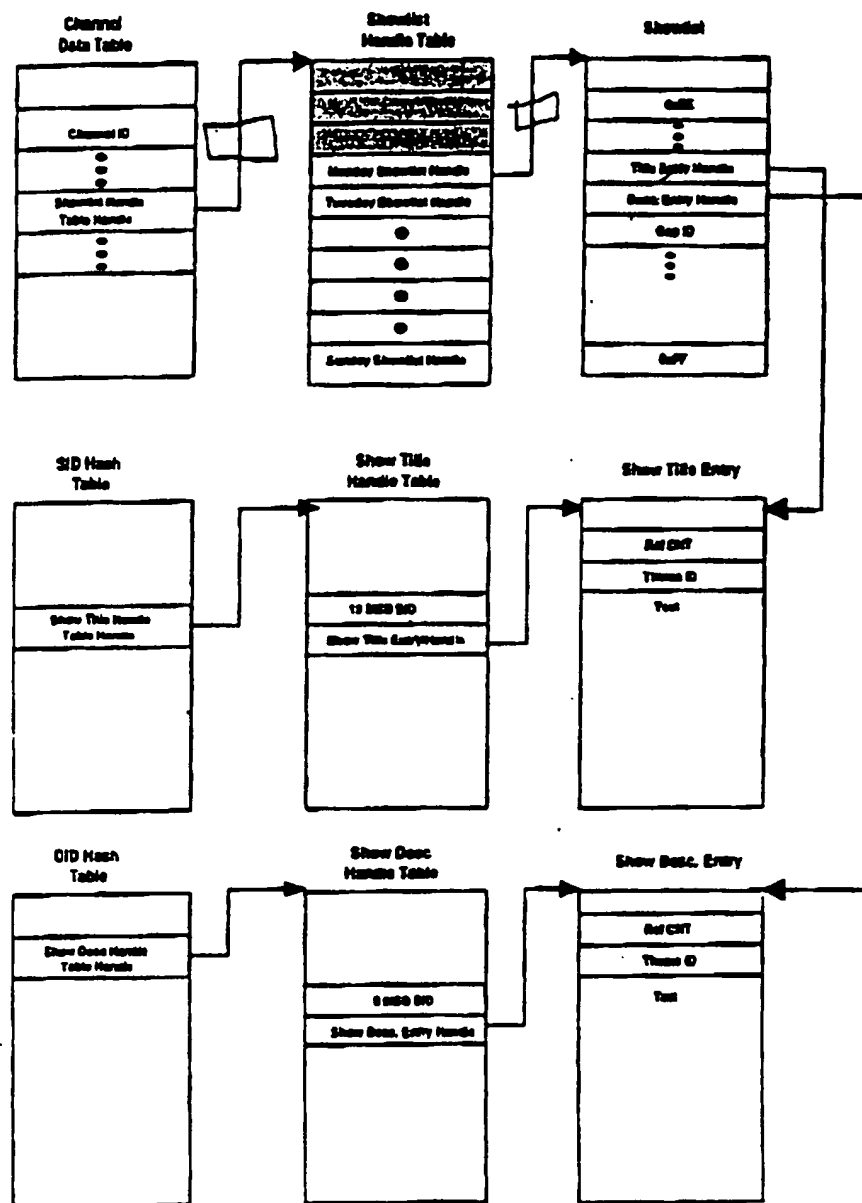 Channel
Data Table
Channel ID
Showlist Handle
Table Handle
Showlist
Handle Table
Monday Showlist Handle
Tuesday Showlist Handle
Sunday Showlist Handle
Showlist
Title Entry Handle
Desc. Entry Handle
Gap ID
0xFF
SID Hash
Table
Show Title Handle
Table Handle
Show Title
Handle Table
SID
Show Title Entry Handle
Show Title Entry
Ref CNT
Theme ID
Text
DID Hash
Table
Show Desc Handle
Table Handle
Show Desc
Handle Table
Show Desc. Entry Handle
Show Desc. Entry
Ref CNT
Theme ID
Text